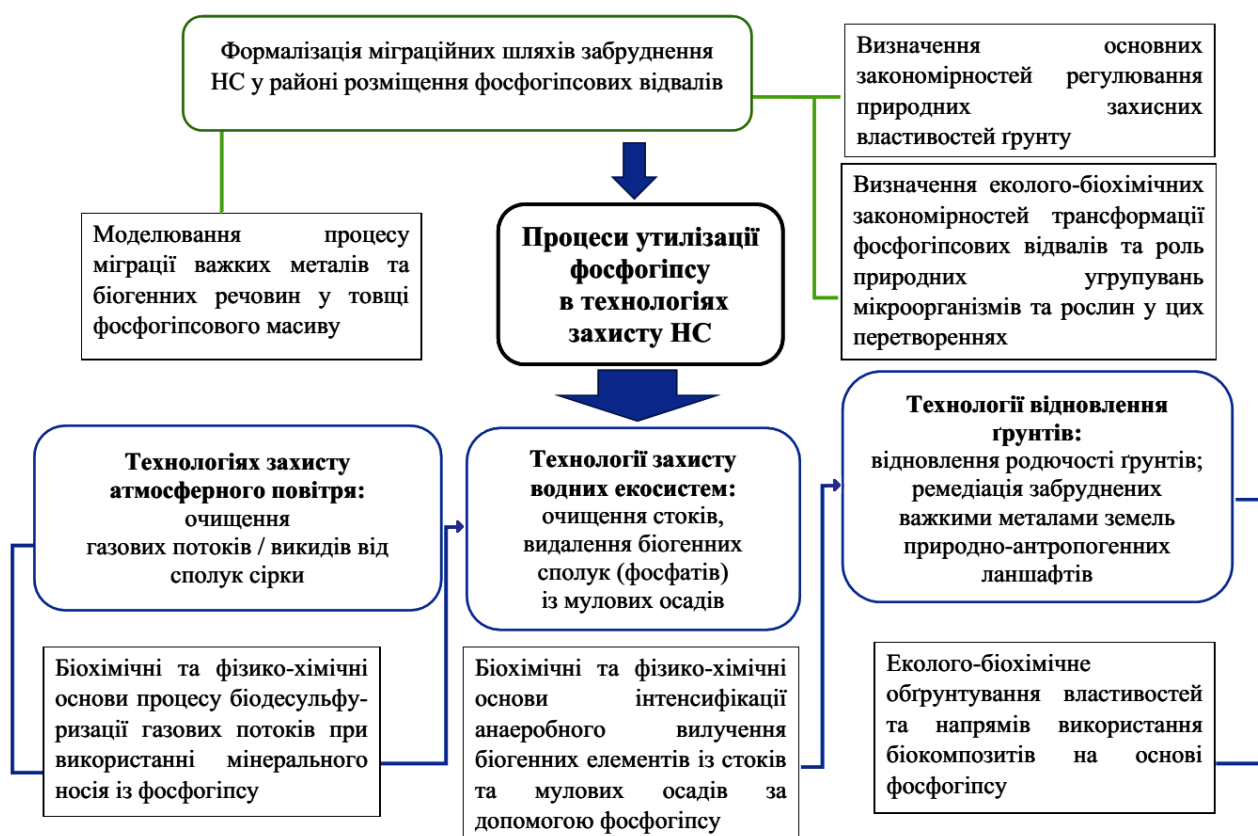 Формалізація міграційних шляхів забруднення
НС у районі розміщення фосфогіпсових відвалів
Визначення основних
закономірностей регулювання
природних захисних
властивостей ґрунту
Моделювання процесу
міграції важких металів та
біогенних речовин у товщі
фосфогіпсового масиву
Процеси утилізації
фосфогіпсу
в технологіях
захисту НС
Визначення еколого-біохімічних
закономірностей трансформації
фосфогіпсових відвалів та роль
природних угрупувань
мікроорганізмів та рослин у цих
перетвореннях
Технологіях захисту
атмосферного повітря:
очищення
газових потоків / викидів від
сполук сірки
Технології захисту
водних екосистем:
очищення стоків,
видалення біогенних
сполук (фосфатів)
із мулових осадів
Технології відновлення
ґрунтів:
відновлення родючості ґрунтів;
ремедіація забруднених
важкими металами земель
природно-антропогенних
ланшафтів
Біохімічні та фізико-хімічні
основи процесу біодесульфу-
ризації газових потоків при
використанні мінерального
носія із фосфогіпсу
Біохімічні та фізико-хімічні
основи інтенсифікації
анаеробного вилучення
біогенних елементів із стоків
та мулових осадів за
допомогою фосфогіпсу
Еколого-біохімічне
обґрунтування властивостей
та напрямів використання
біокомпозитів на основі
фосфогіпсу